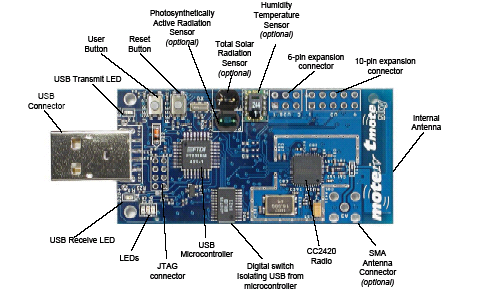 Photosynthetically
Active Radiation
Sensor
(optional)
Humidity
Temperature
Sensor
(optional)
User
Button
Reset
Button
Total Solar
Radiation
Sensor
(optional)
6-pin expansion
connector
10-pin expansion
connector
USB Transmit LED
USB
Connector
Internal
Antenna
FTDI
moteiv
tmote
USB Receive LED
LEDs
JTAG
connector
USB
Microcontroller
Digital switch
Isolating USB from
microcontroller
CC2420
Radio
SMA
Antenna
Connector
(optional)